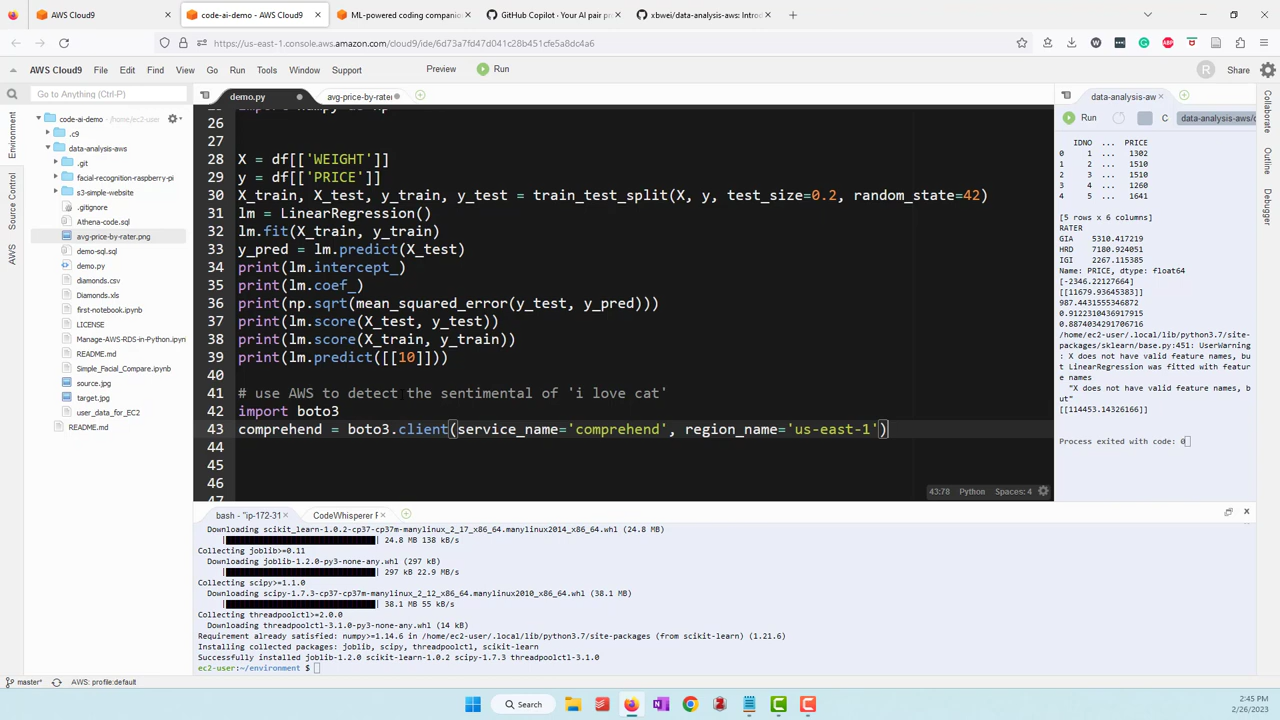 AWS Cloud9
code-ai-demo - AWS Cloud9
ML-powered coding companion
GitHub Copilot · Your AI pair pr
xbwei/data-analysis-aws: Introd
https://us-east-1.console.aws.amazon.com/cloud9/ide/6d73a7fd47d041c28b451cfe5a8dc4a6
AWS Cloud9 File Edit Find View Go Run Tools Window Support Preview Run R Share
Go to Anything (Ctrl-P)
demo.py
avg-price-by-rater
data-analysis-aw
Run
C
data-analysis-aws/d
Environment
Source Control
AWS
code-ai-demo - /home/ec2-user
.c9
data-analysis-aws
.git
facial-recognition-raspberry-pi
s3-simple-website
.gitignore
Athena-code.sql
avg-price-by-rater.png
demo-sql.sql
demo.py
diamonds.csv
Diamonds.xls
first-notebook.ipynb
LICENSE
Manage-AWS-RDS-in-Python.ipynb
README.md
Simple_Facial_Compare.ipynb
source.jpg
target.jpg
user_data_for_EC2
README.md
26
27
28 X = df[['WEIGHT']]
29 y = df[['PRICE']]
30 X_train, X_test, y_train, y_test = train_test_split(X, y, test_size=0.2, random_state=42)
31 lm = LinearRegression()
32 lm.fit(X_train, y_train)
33 y_pred = lm.predict(X_test)
34 print(lm.intercept_)
35 print(lm.coef_)
36 print(np.sqrt(mean_squared_error(y_test, y_pred)))
37 print(lm.score(X_test, y_test))
38 print(lm.score(X_train, y_train))
39 print(lm.predict([[10]]))
40
41 # use AWS to detect the sentimental of 'i love cat'
42 import boto3
43 comprehend = boto3.client(service_name='comprehend', region_name='us-east-1')
44
45
46
47
43:78 Python Spaces: 4
IDNO ... PRICE
0 1 ... 1302
1 2 ... 1510
2 3 ... 1510
3 4 ... 1260
4 5 ... 1641
[5 rows x 6 columns]
RATER
GIA 5310.417219
HRD 7180.924051
IGI 2267.115385
Name: PRICE, dtype: float64
[-2346.22127664]
[[11679.93645383]]
987.4431555346872
0.9122310436917915
0.8874043291706716
/home/ec2-user/.local/lib/python3.7/site-
packages/sklearn/base.py:451: UserWarning
: X does not have valid feature names, bu
t LinearRegression was fitted with featur
e names
"X does not have valid feature names, b
ut"
[[114453.14326166]]
Process exited with code: 0
Collaborate
Outline
Debugger
bash - "ip-172-31
CodeWhisperer R
Downloading scikit_learn-1.0.2-cp37-cp37m-manylinux_2_17_x86_64.manylinux2014_x86_64.whl (24.8 MB)
24.8 MB 138 kB/s
Collecting joblib>=0.11
Downloading joblib-1.2.0-py3-none-any.whl (297 kB)
297 kB 22.9 MB/s
Collecting scipy>=1.1.0
Downloading scipy-1.7.3-cp37-cp37m-manylinux_2_12_x86_64.manylinux2010_x86_64.whl (38.1 MB)
38.1 MB 55 kB/s
Collecting threadpoolctl>=2.0.0
Downloading threadpoolctl-3.1.0-py3-none-any.whl (14 kB)
Requirement already satisfied: numpy>=1.14.6 in /home/ec2-user/.local/lib/python3.7/site-packages (from scikit-learn) (1.21.6)
Installing collected packages: joblib, scipy, threadpoolctl, scikit-learn
Successfully installed joblib-1.2.0 scikit-learn-1.0.2 scipy-1.7.3 threadpoolctl-3.1.0
ec2-user:~/environment $
master* AWS: profile:default
Search
2:45 PM
2/26/2023